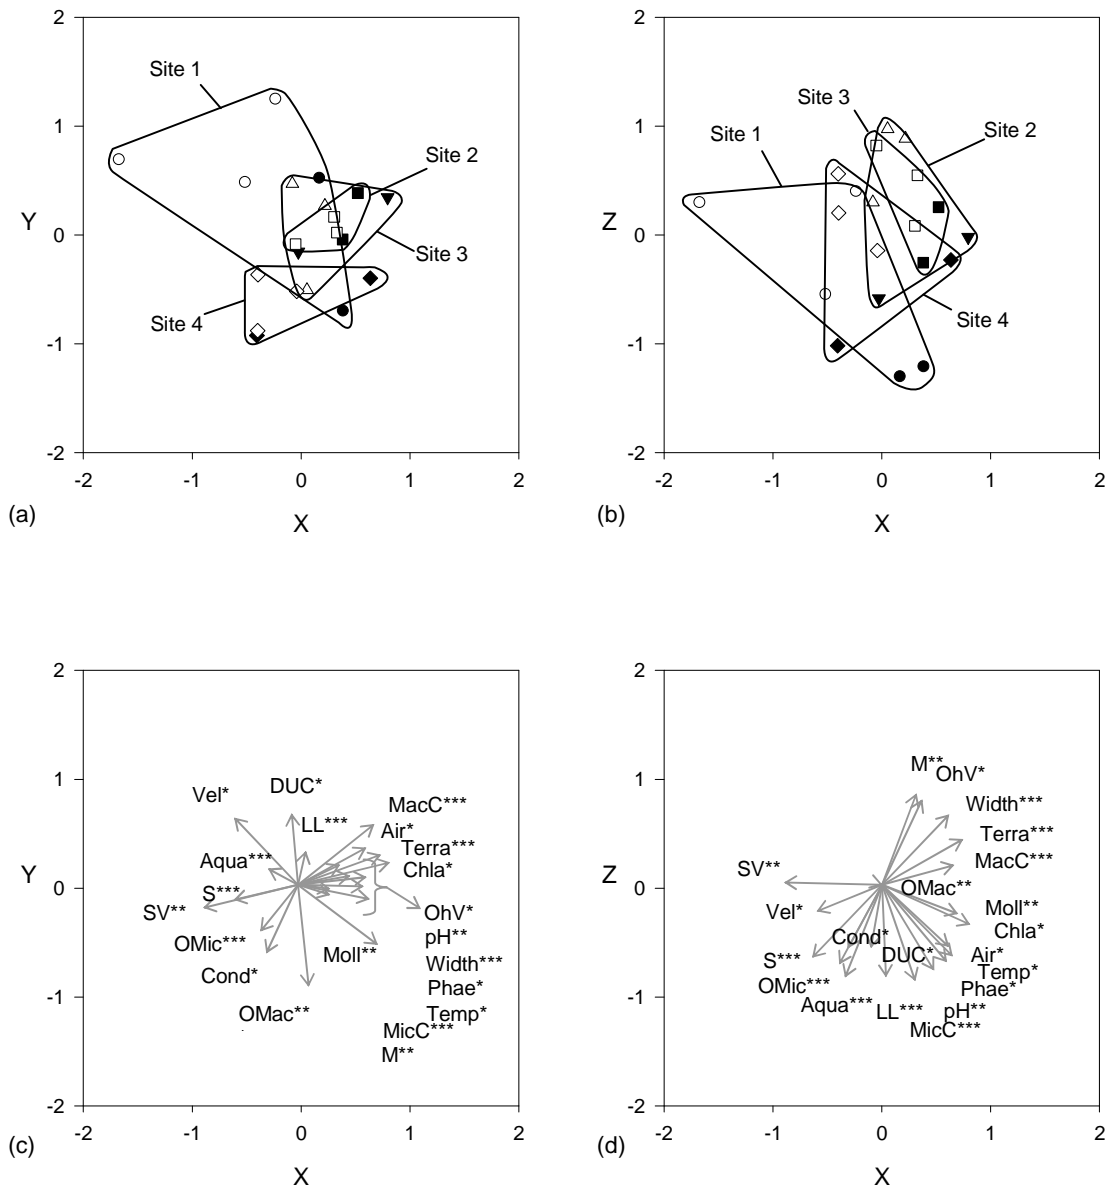 2
1
0
-1
-2
-2
-1
0
1
2
Y
X
Site 1
Site 2
Site 3
Site 4
(a)
2
1
0
-1
-2
-2
-1
0
1
2
Z
X
Site 3
Site 1
Site 2
Site 4
(b)
2
1
0
-1
-2
-2
-1
0
1
2
Y
X
Vel*
DUC*
MacC***
LL***
Air*
Terra***
Aqua***
Chla*
S***
SV**
OhV*
OMic***
pH**
Moll**
Width***
Cond*
Phae*
OMac**
Temp*
MicC***
M**
(c)
2
1
0
-1
-2
-2
-1
0
1
2
Z
X
M**
OhV*
Width***
Terra***
SV**
MacC***
OMac**
Vel*
Moll**
Chla*
Cond*
S***
DUC*
Air*
Temp*
OMic***
Phae*
Aqua***
LL***
pH**
MicC***
(d)